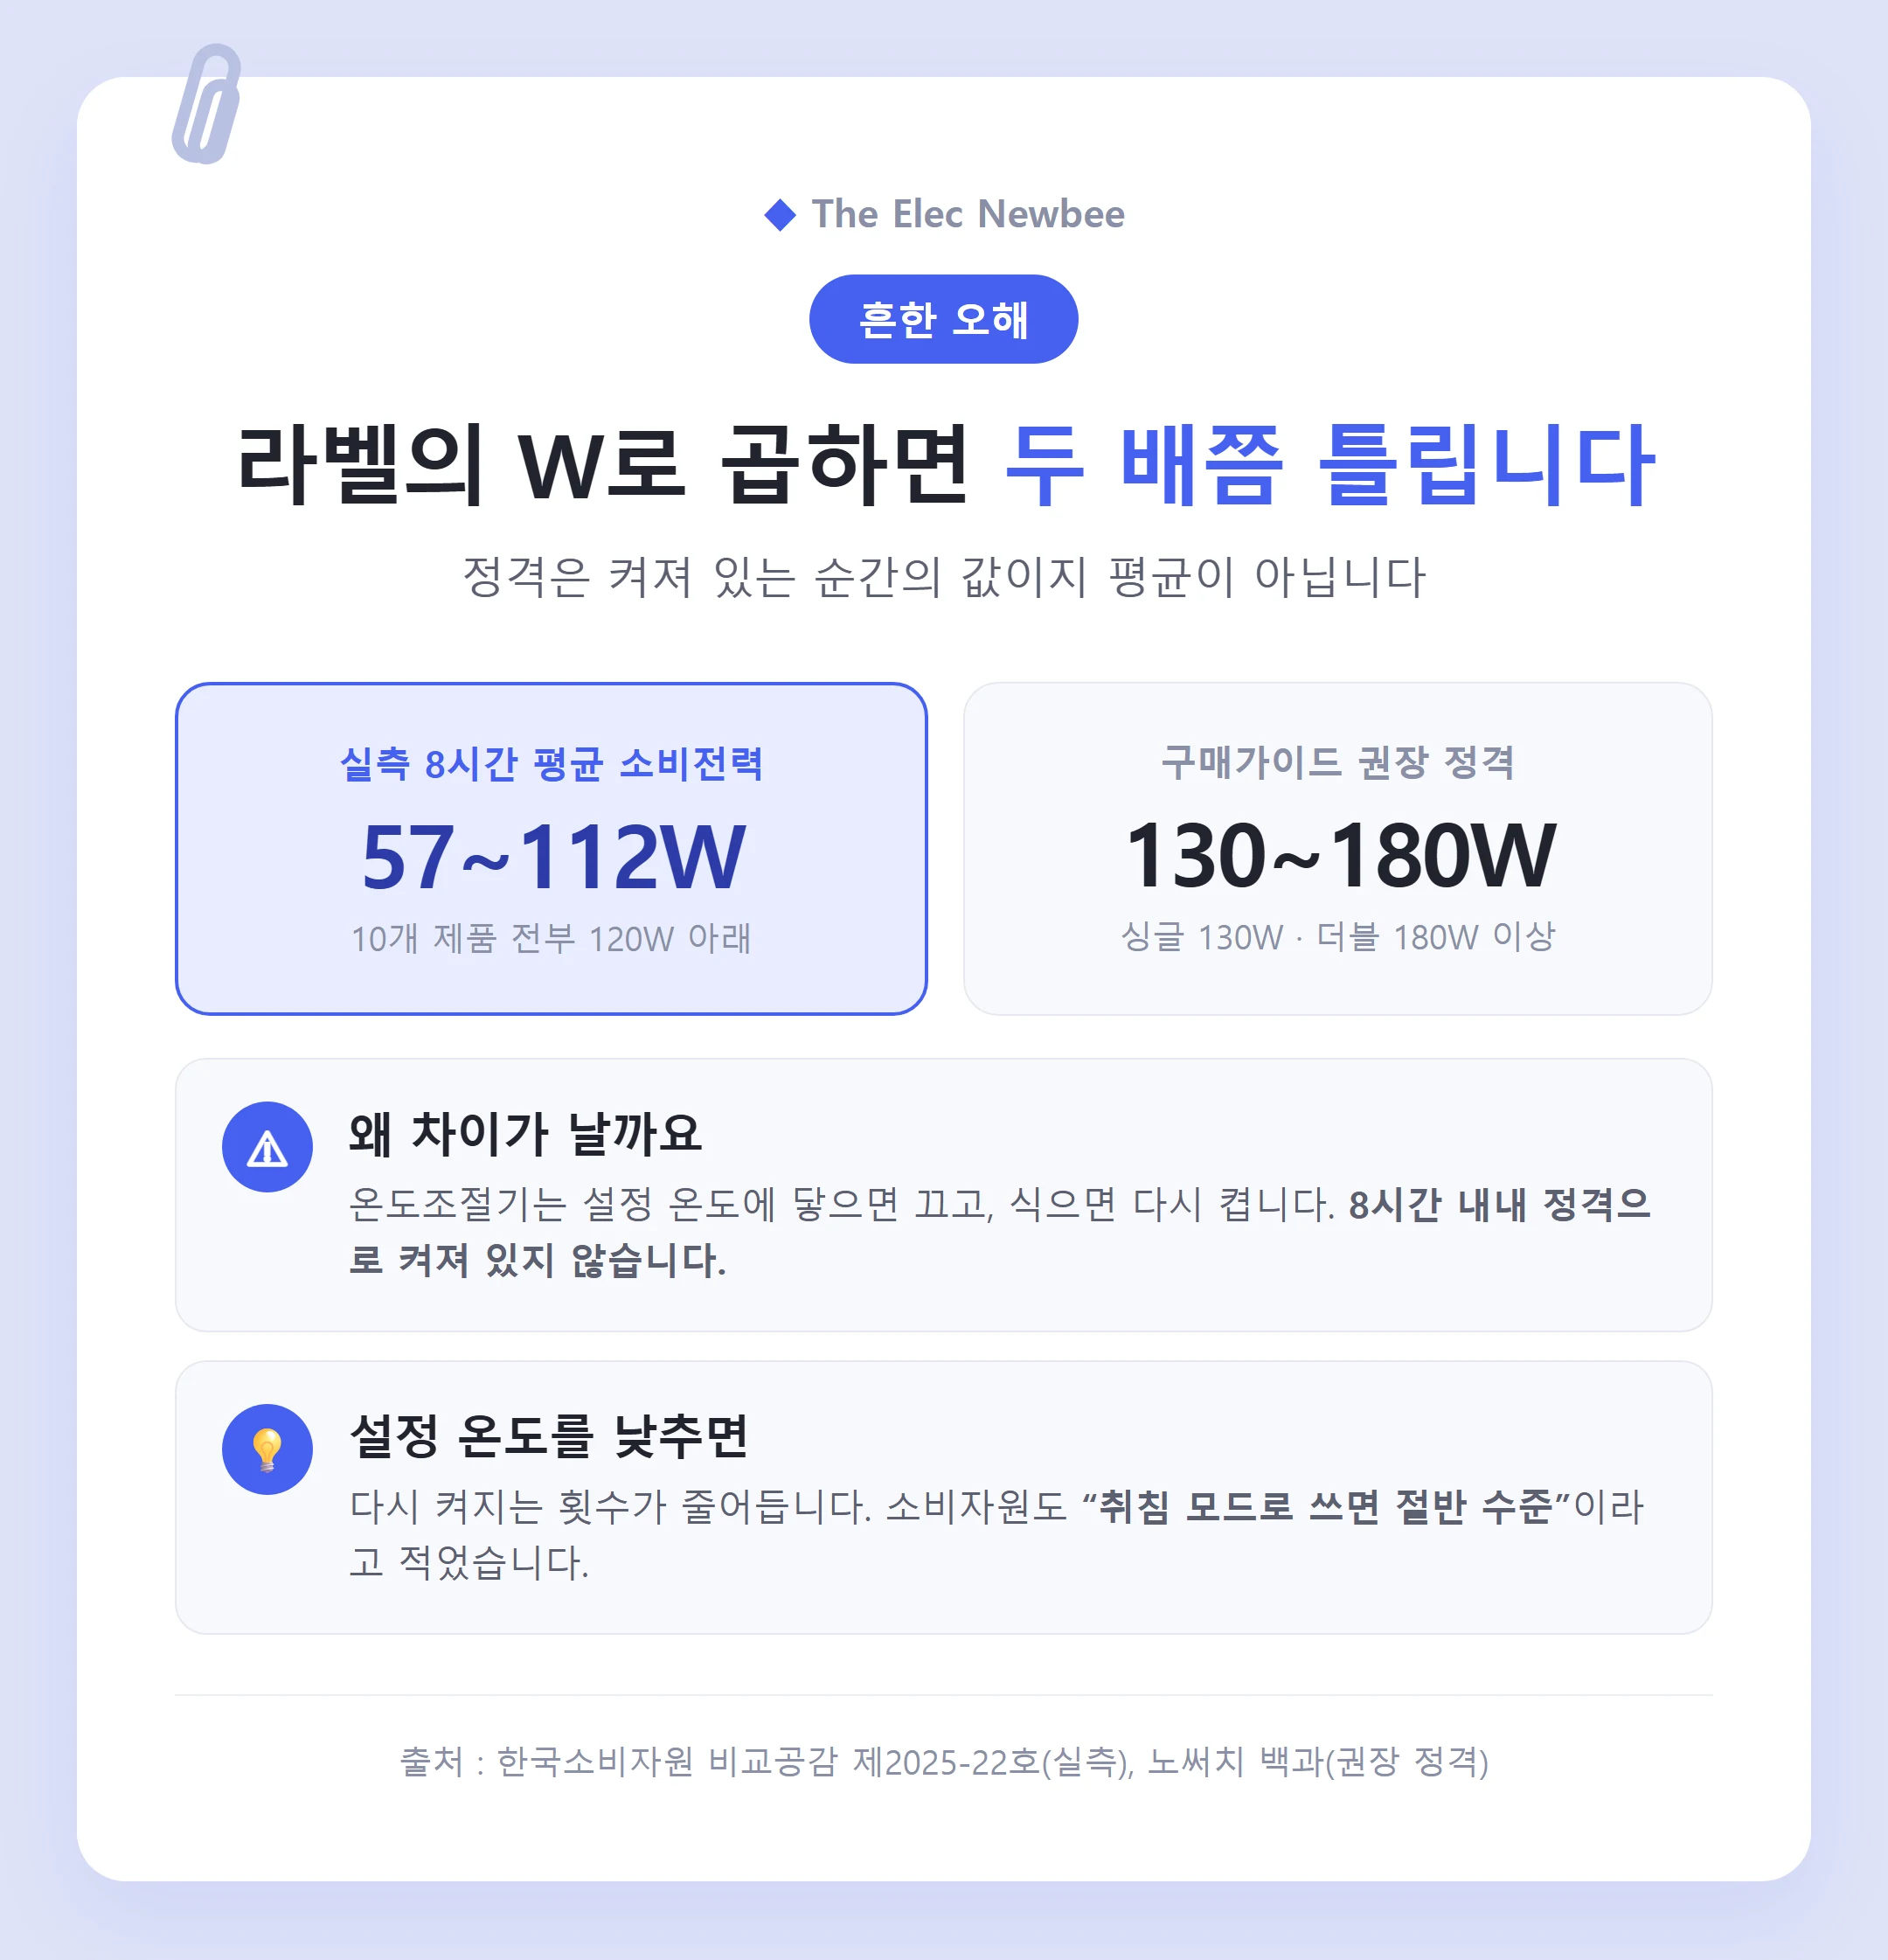 ◆ The Elec Newbee
흔한 오해
라벨의 W로 곱하면 두 배쯤 틀립니다
정격은 켜져 있는 순간의 값이지 평균이 아닙니다
실측 8시간 평균 소비전력
57~112W
10개 제품 전부 120W 아래
구매가이드 권장 정격
130~180W
싱글 130W · 더블 180W 이상
왜 차이가 날까요
온도조절기는 설정 온도에 닿으면 끄고, 식으면 다시 켭니다. 8시간 내내 정격으
로 켜져 있지 않습니다.
설정 온도를 낮추면
다시 켜지는 횟수가 줄어듭니다. 소비자원도 “취침 모드로 쓰면 절반 수준”이라
고 적었습니다.
출처 : 한국소비자원 비교공감 제2025-22호(실측), 노써치 백과(권장 정격)